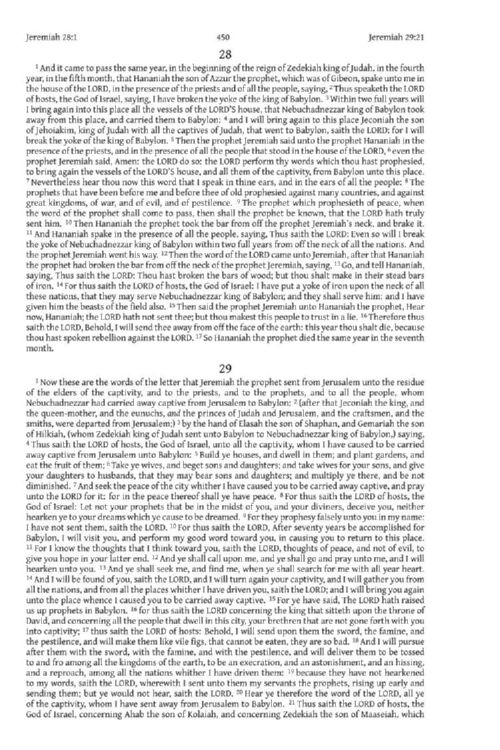 Jeremiah 28:1 450 Jeremiah 29:21
28
1 And it came to pass the same year, in the beginning of the reign of Zedekiah king of Judah, in the fourth
year, in the fifth month, that Hananiah the son of Azzur the prophet, which was of Gibeon, spake unto me in
the house of the LORD, in the presence of the priests and of all the people, saying, 2 Thus speaketh the LORD
of hosts, the God of Israel, saying, I have broken the yoke of the king of Babylon. 3 Within two full years will
I bring again into this place all the vessels of the LORD'S house, that Nebuchadnezzar king of Babylon took
away from this place, and carried them to Babylon: 4 and I will bring again to this place Jeconiah the son
of Jehoiakim, king of Judah with all the captives of Judah, that went to Babylon, saith the LORD: for I will
break the yoke of the king of Babylon. 5 Then the prophet Jeremiah said unto the prophet Hananiah in the
presence of the priests, and in the presence of all the people that stood in the house of the LORD, 6 even the
prophet Jeremiah said, Amen: the LORD do so: the LORD perform thy words which thou hast prophesied,
to bring again the vessels of the LORD'S house, and all them of the captivity, from Babylon unto this place.
7 Nevertheless hear thou now this word that I speak in thine ears, and in the ears of all the people: 8 The
prophets that have been before me and before thee of old prophesied against many countries, and against
great kingdoms, of war, and of evil, and of pestilence. 9 The prophet which prophesieth of peace, when
the word of the prophet shall come to pass, then shall the prophet be known, that the LORD hath truly
sent him. 10 Then Hananiah the prophet took the bar from off the prophet Jeremiah's neck, and brake it.
11 And Hananiah spake in the presence of all the people, saying, Thus saith the LORD: Even so will I break
the yoke of Nebuchadnezzar king of Babylon within two full years from off the neck of all the nations. And
the prophet Jeremiah went his way. 12 Then the word of the LORD came unto Jeremiah, after that Hananiah
the prophet had broken the bar from off the neck of the prophet Jeremiah, saying, 13 Go, and tell Hananiah,
saying, Thus saith the LORD: Thou hast broken the bars of wood; but thou shalt make in their stead bars
of iron. 14 For thus saith the LORD of hosts, the God of Israel: I have put a yoke of iron upon the neck of all
these nations, that they may serve Nebuchadnezzar king of Babylon; and they shall serve him: and I have
given him the beasts of the field also. 15 Then said the prophet Jeremiah unto Hananiah the prophet, Hear
now, Hananiah; the LORD hath not sent thee; but thou makest this people to trust in a lie. 16 Therefore thus
saith the LORD, Behold, I will send thee away from off the face of the earth: this year thou shalt die, because
thou hast spoken rebellion against the LORD. 17 So Hananiah the prophet died the same year in the seventh
month.
29
1 Now these are the words of the letter that Jeremiah the prophet sent from Jerusalem unto the residue
of the elders of the captivity, and to the priests, and to the prophets, and to all the people, whom
Nebuchadnezzar had carried away captive from Jerusalem to Babylon: 2 (after that Jeconiah the king, and
the queen-mother, and the eunuchs, and the princes of Judah and Jerusalem, and the craftsmen, and the
smiths, were departed from Jerusalem;) 3 by the hand of Elasah the son of Shaphan, and Gemariah the son
of Hilkiah, (whom Zedekiah king of Judah sent unto Babylon to Nebuchadnezzar king of Babylon,) saying,
4 Thus saith the LORD of hosts, the God of Israel, unto all the captivity, whom I have caused to be carried
away captive from Jerusalem unto Babylon: 5 Build ye houses, and dwell in them; and plant gardens, and
eat the fruit of them; 6 Take ye wives, and beget sons and daughters; and take wives for your sons, and give
your daughters to husbands, that they may bear sons and daughters; and multiply ye there, and be not
diminished. 7 And seek the peace of the city whither I have caused you to be carried away captive, and pray
unto the LORD for it: for in the peace thereof shall ye have peace. 8 For thus saith the LORD of hosts, the
God of Israel: Let not your prophets that be in the midst of you, and your diviners, deceive you, neither
hearken ye to your dreams which ye cause to be dreamed. 9 For they prophesy falsely unto you in my name:
I have not sent them, saith the LORD. 10 For thus saith the LORD, After seventy years be accomplished for
Babylon, I will visit you, and perform my good word toward you, in causing you to return to this place.
11 For I know the thoughts that I think toward you, saith the LORD, thoughts of peace, and not of evil, to
give you hope in your latter end. 12 And ye shall call upon me, and ye shall go and pray unto me, and I will
hearken unto you. 13 And ye shall seek me, and find me, when ye shall search for me with all your heart.
14 And I will be found of you, saith the LORD, and I will turn again your captivity, and I will gather you from
all the nations, and from all the places whither I have driven you, saith the LORD; and I will bring you again
unto the place whence I caused you to be carried away captive. 15 For ye have said, The LORD hath raised
us up prophets in Babylon. 16 for thus saith the LORD concerning the king that sitteth upon the throne of
David, and concerning all the people that dwell in this city, your brethren that are not gone forth with you
into captivity; 17 thus saith the LORD of hosts: Behold, I will send upon them the sword, the famine, and
the pestilence, and will make them like vile figs, that cannot be eaten, they are so bad. 18 And I will pursue
after them with the sword, with the famine, and with the pestilence, and will deliver them to be tossed
to and fro among all the kingdoms of the earth, to be an execration, and an astonishment, and an hissing,
and a reproach, among all the nations whither I have driven them: 19 because they have not hearkened
to my words, saith the LORD, wherewith I sent unto them my servants the prophets, rising up early and
sending them; but ye would not hear, saith the LORD. 20 Hear ye therefore the word of the LORD, all ye
of the captivity, whom I have sent away from Jerusalem to Babylon. 21 Thus saith the LORD of hosts, the
God of Israel, concerning Ahab the son of Kolaiah, and concerning Zedekiah the son of Maaseiah, which